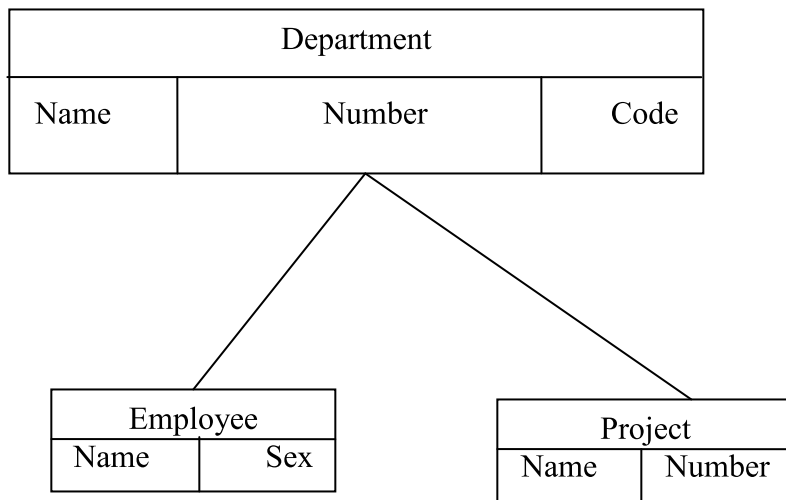 Department
Name Number Code
Employee
Name Sex
Project
Name Number